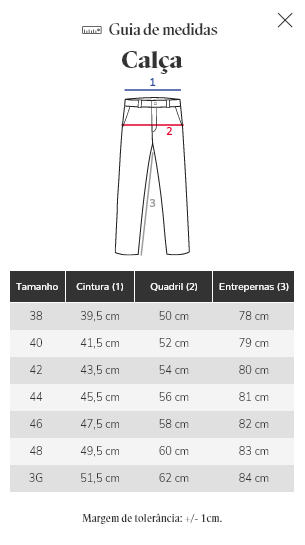 Guia de medidas
Calça
1
2
3
Tamanho Cintura (1) Quadril (2) Entrepernas (3)
38 39,5 cm 50 cm 78 cm
40 41,5 cm 52 cm 79 cm
42 43,5 cm 54 cm 80 cm
44 45,5 cm 56 cm 81 cm
46 47,5 cm 58 cm 82 cm
48 49,5 cm 60 cm 83 cm
3G 51,5 cm 62 cm 84 cm
Margem de tolerância: +/- 1cm.